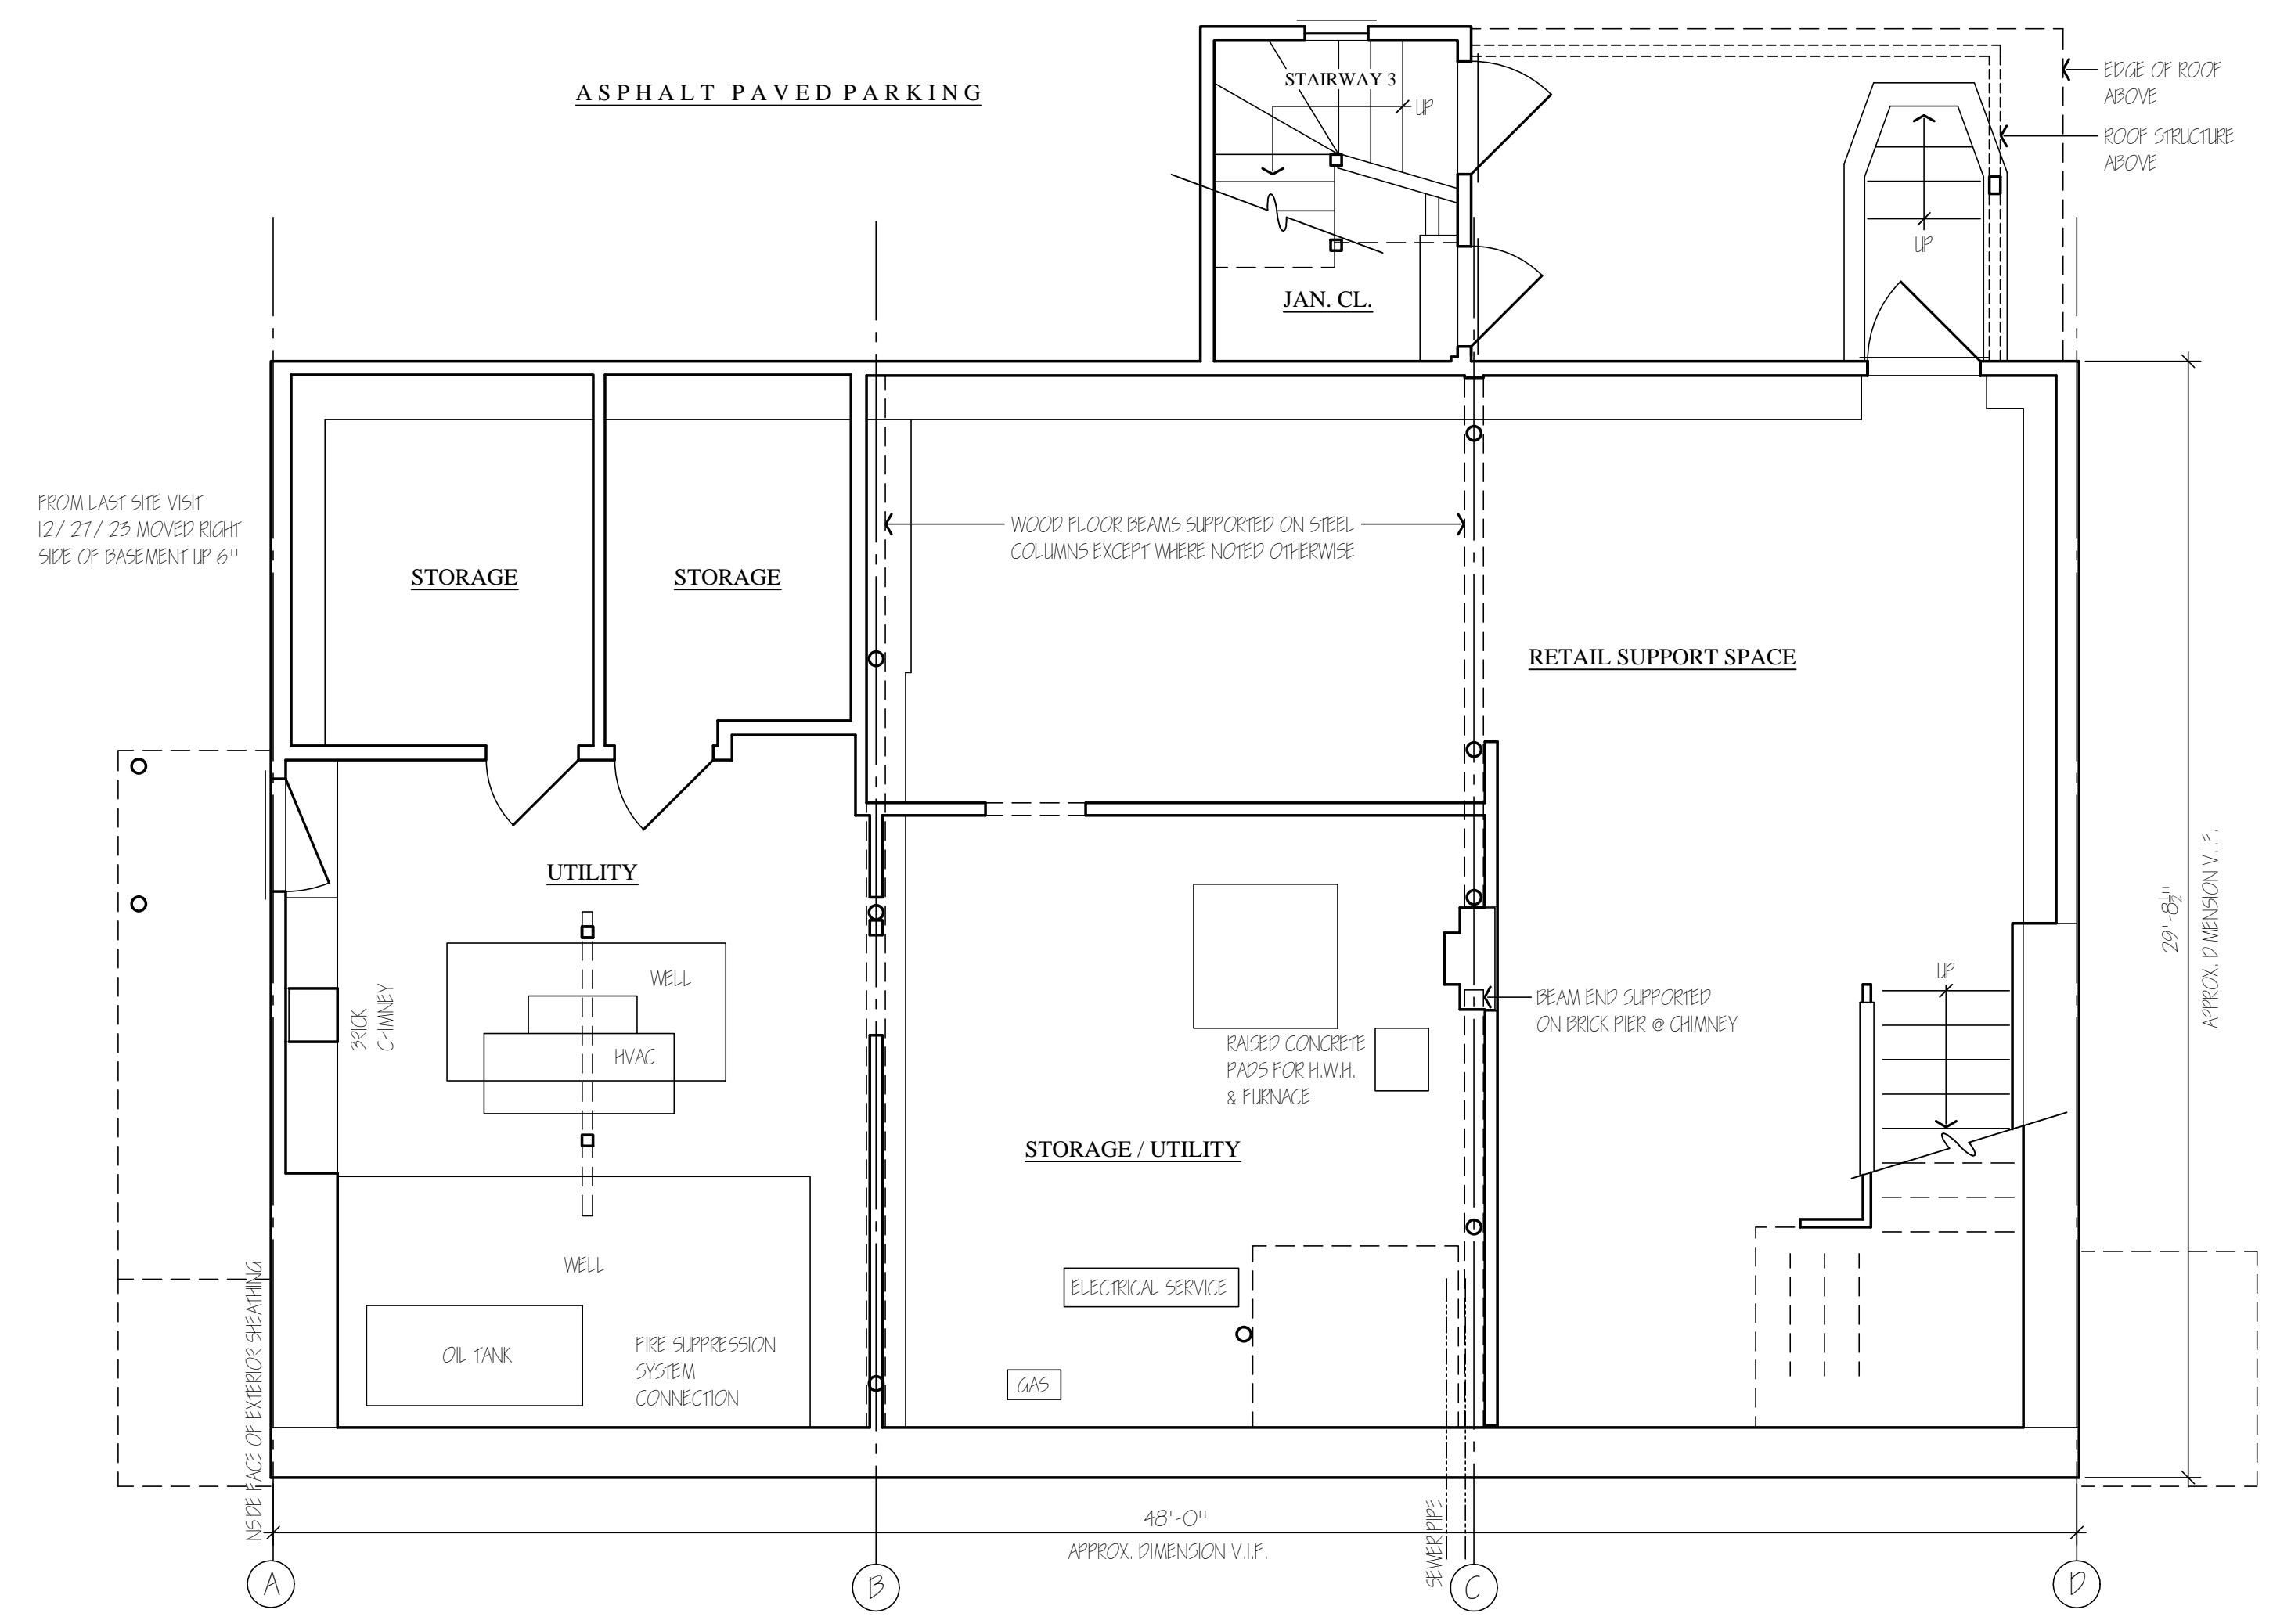 ASPHALT PAVED PARKING
STAIRWAY 3
UP
EDGE OF ROOF
ABOVE
ROOF STRUCTURE
ABOVE
UP
JAN. CL.
FROM LAST SITE VISIT
12/27/23 MOVED RIGHT
SIDE OF BASEMENT UP 6"
WOOD FLOOR BEAMS SUPPORTED ON STEEL
COLUMNS EXCEPT WHERE NOTED OTHERWISE
STORAGE
STORAGE
RETAIL SUPPORT SPACE
UTILITY
WELL
BRICK
CHIMNEY
HVAC
RAISED CONCRETE
PADS FOR H.W.H.
& FURNACE
BEAM END SUPPORTED
ON BRICK PIER @ CHIMNEY
UP
29'-8½"
APPROX. DIMENSION V.I.F.
STORAGE / UTILITY
WELL
ELECTRICAL SERVICE
OIL TANK
FIRE SUPPRESSION
SYSTEM
CONNECTION
GAS
INSIDE FACE OF EXTERIOR SHEATHING
SEWER PIPE
48'-0"
APPROX. DIMENSION V.I.F.
A
B
C
D